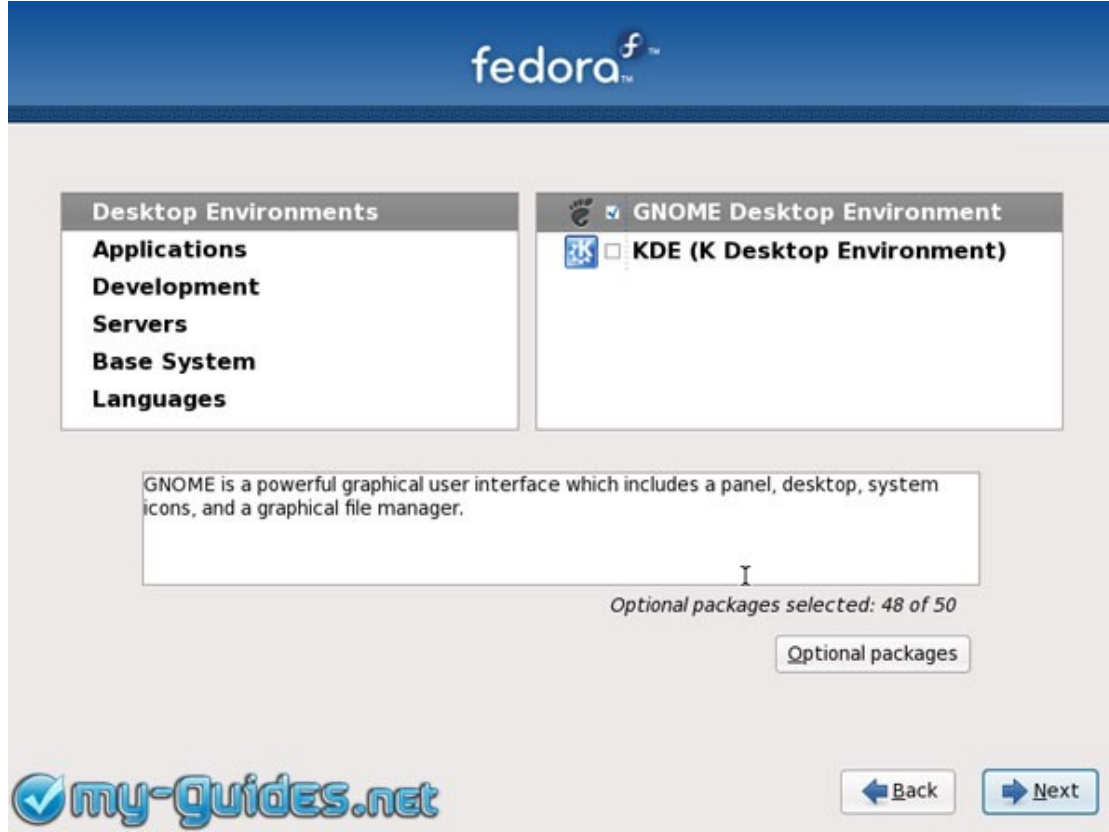 fedora™
Desktop Environments
Applications
Development
Servers
Base System
Languages
GNOME Desktop Environment
KDE (K Desktop Environment)
GNOME is a powerful graphical user interface which includes a panel, desktop, system
icons, and a graphical file manager.
Optional packages selected: 48 of 50
Optional packages
my-guides.net
Back
Next